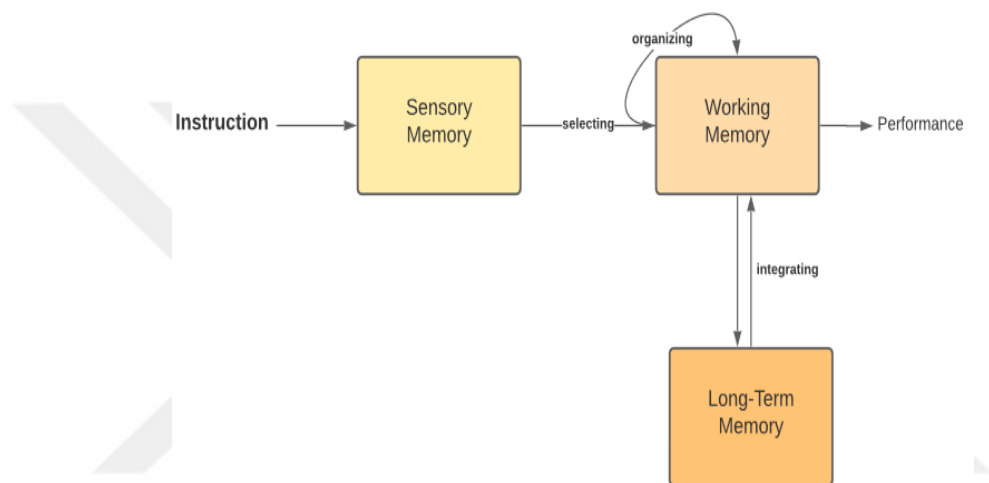 organizing
Instruction
Sensory
Memory
selecting
Working
Memory
Performance
integrating
Long-Term
Memory